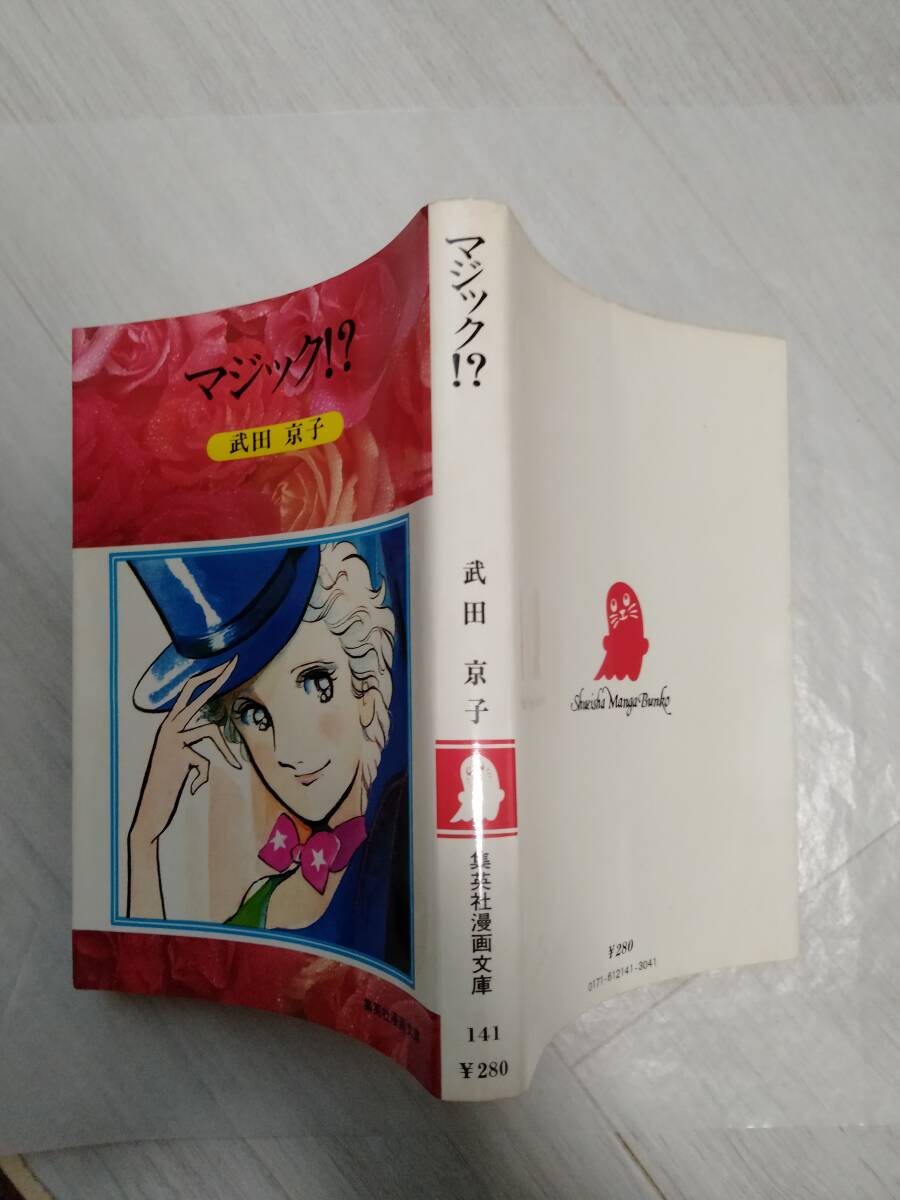 マジック!?
武田 京子
集英社漫画文庫
マジック!?
武田 京子
集英社漫画文庫
141
¥280
Shueisha Manga Bunko
¥280
0171-612141-3041